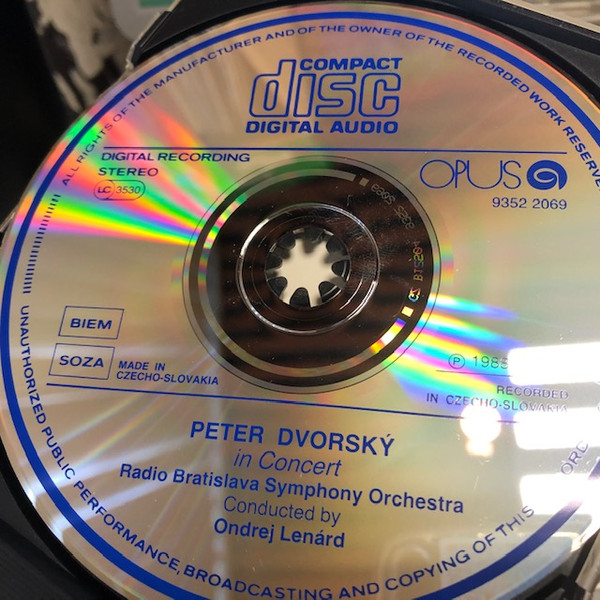 ALL RIGHTS OF THE MANUFACTURER AND OF THE OWNER OF THE RECORDED WORK RESERVE
COMPACT
disc
DIGITAL AUDIO
DIGITAL RECORDING
STEREO
LC 3530
OPUS
9352 2069
BIEM
SOZA
MADE IN
CZECHO-SLOVAKIA
RECORDED
IN CZECHO-SLOVAKIA
PETER DVORSKÝ
in Concert
Radio Bratislava Symphony Orchestra
Conducted by
Ondrej Lenárd
UNAUTHORIZED PUBLIC PERFORMANCE, BROADCASTING AND COPYING OF THIS